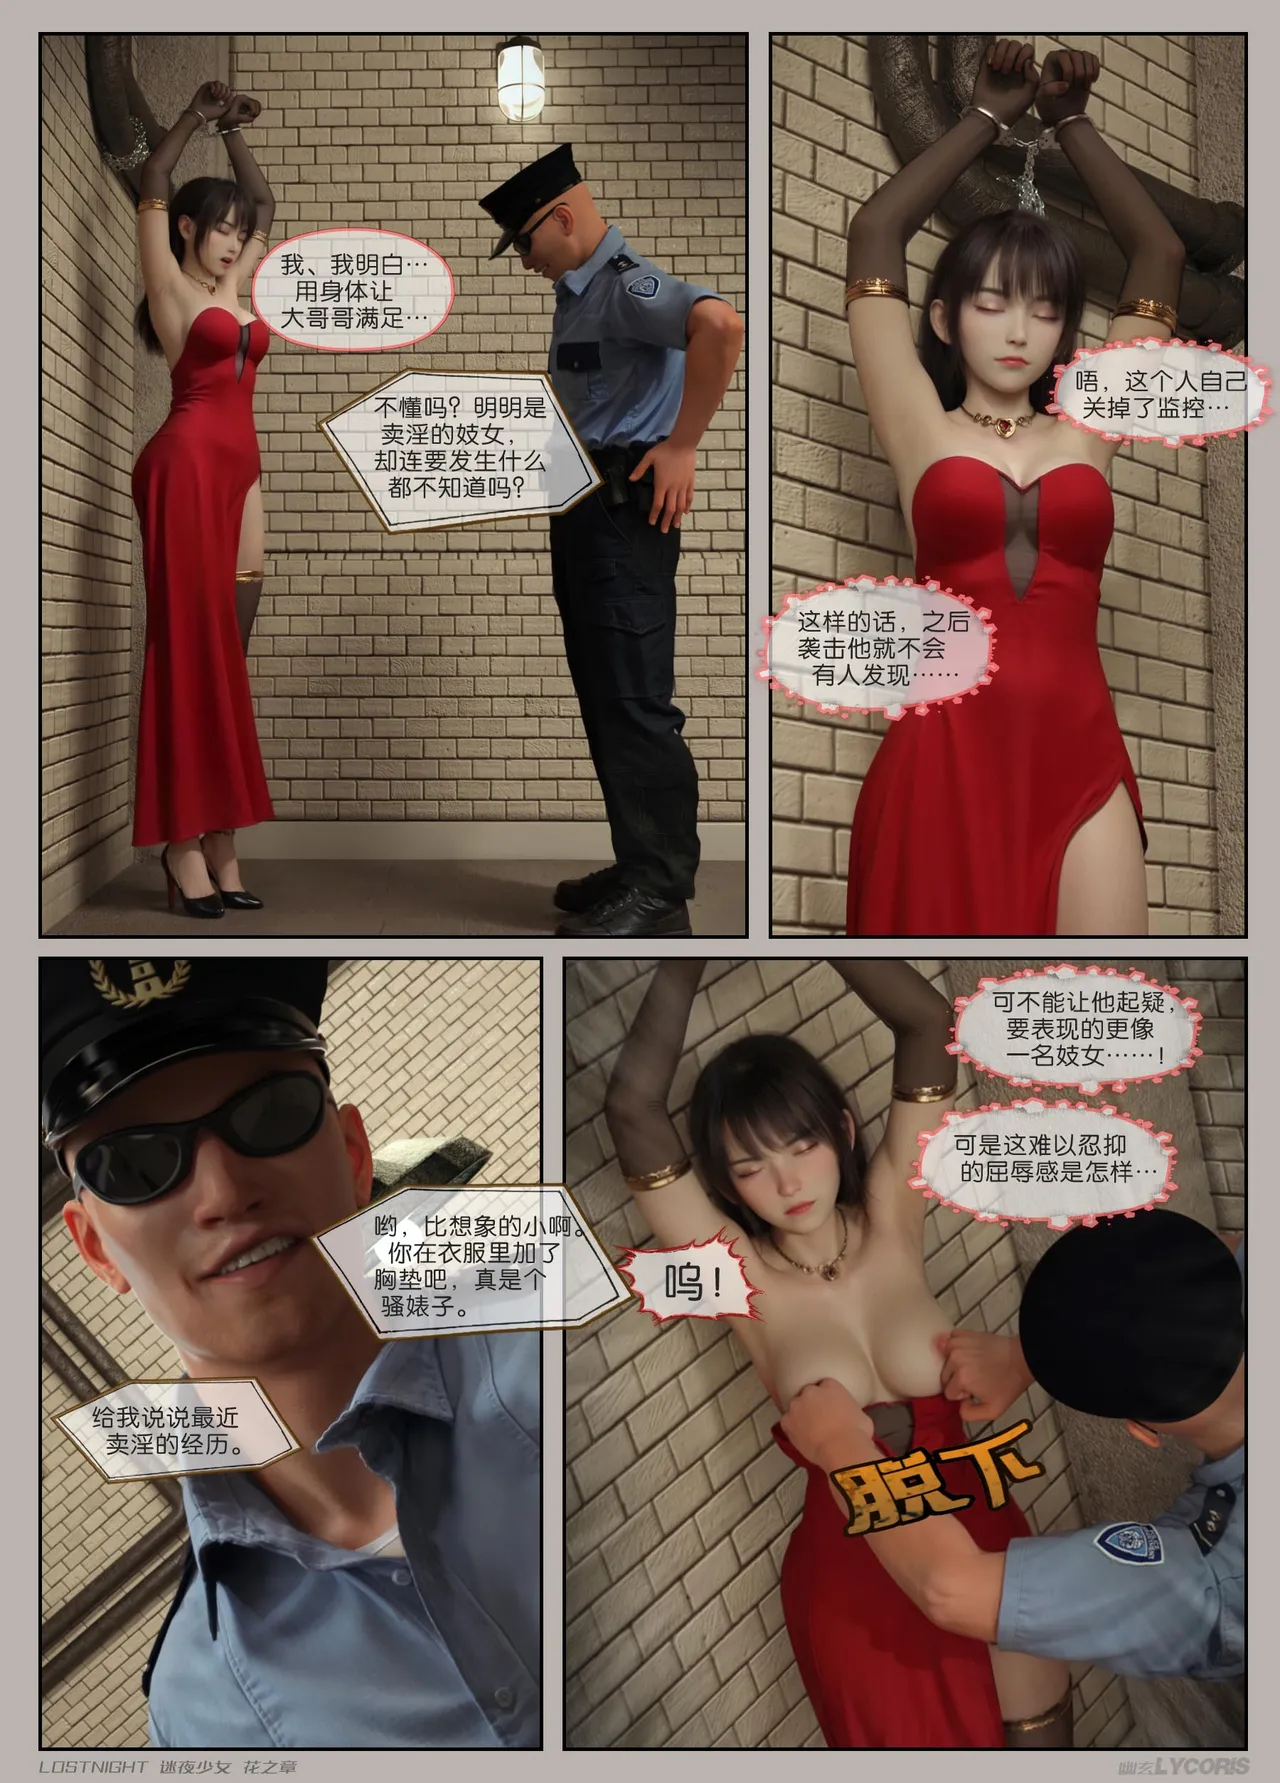 我、我明白…
用身体让
大哥哥满足…
不懂吗？明明是
卖淫的妓女，
却连要发生什么
都不知道吗？
唔，这个人自己
关掉了监控…
这样的话，之后
袭击他就不会
有人发现……
哟，比想象的小啊。
你在衣服里加了
胸垫吧，真是个
骚婊子。
给我说说最近
卖淫的经历。
可不能让他起疑，
要表现的更像
一名妓女……！
可是这难以忍抑
的屈辱感是怎样…
呜！
脱下
LOSTNIGHT 迷夜少女 花之章
幽玄LYCORIS